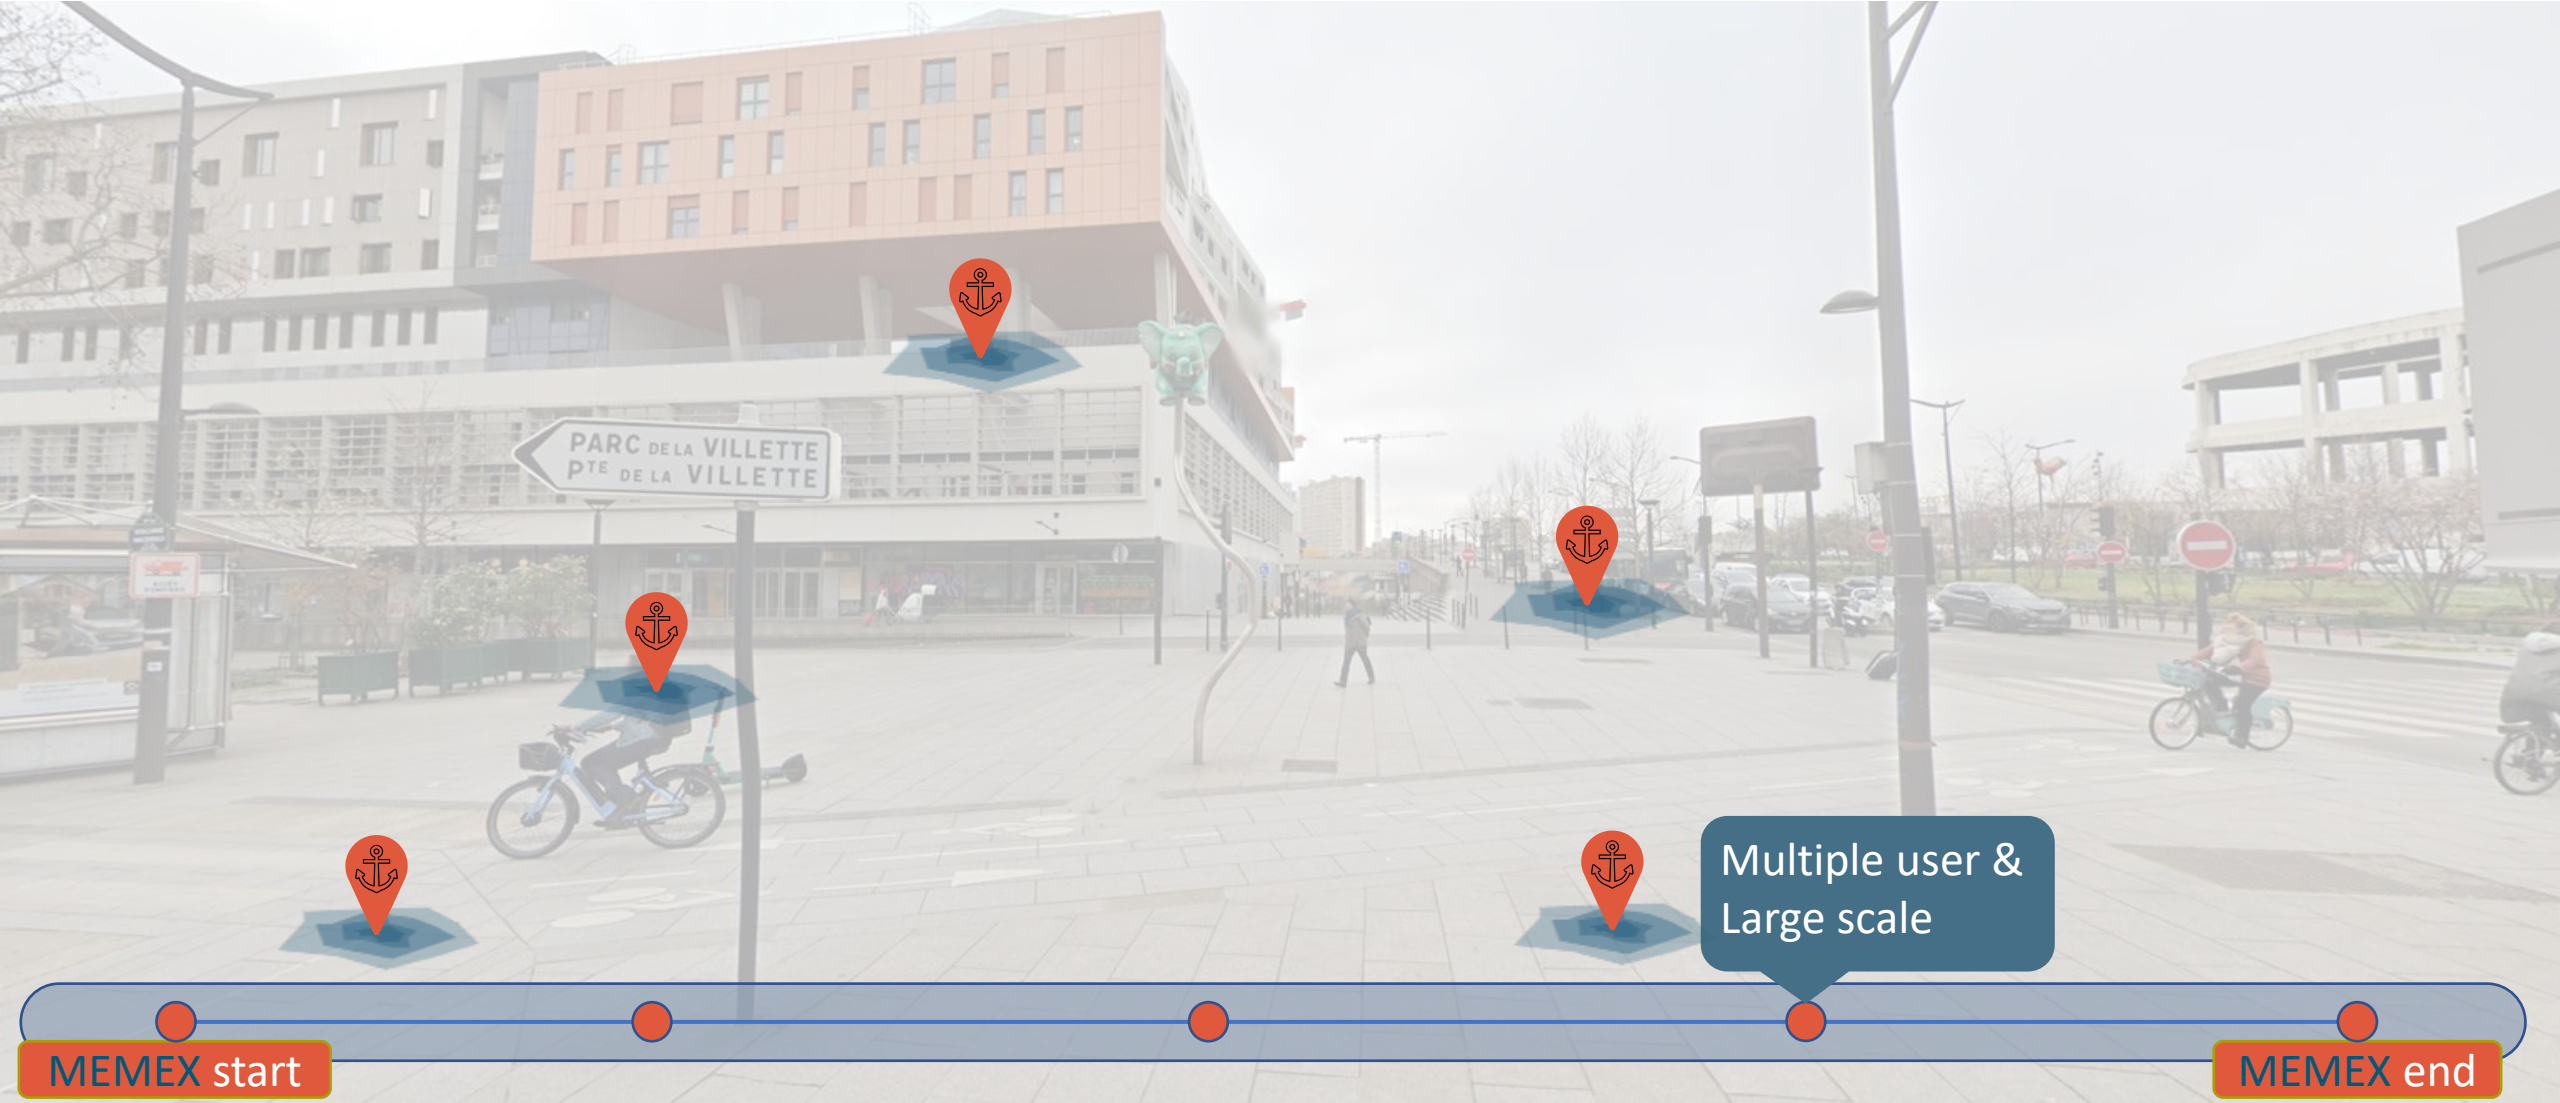 PARC DE LA VILLETTE
PTE DE LA VILLETTE
Multiple user &
Large scale
MEMEX start
MEMEX end